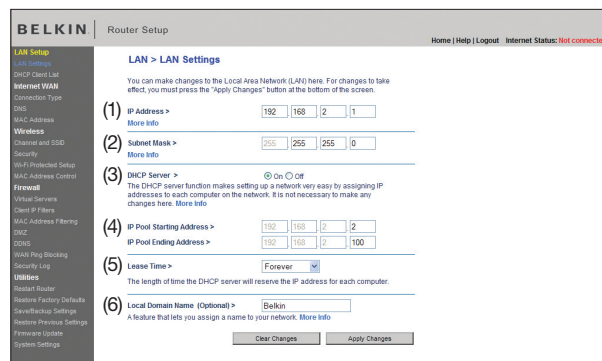 BELKIN
Router Setup
Home | Help | Logout Internet Status: Not connecte
LAN Setup
LAN Settings
DHCP Client List
Internet WAN
Connection Type
DNS
MAC Address
Wireless
Channel and SSID
Security
Wi-Fi Protected Setup
MAC Address Control
Firewall
Virtual Servers
Client IP Filters
MAC Address Filtering
DMZ
DDNS
WAN Ping Blocking
Security Log
Utilities
Restart Router
Restore Factory Defaults
Save/Backup Settings
Restore Previous Settings
Firmware Update
System Settings
LAN > LAN Settings
You can make changes to the Local Area Network (LAN) here. For changes to take
effect, you must press the "Apply Changes" button at the bottom of the screen.
(1) IP Address > 192 . 168 . 2 . 1
More Info
(2) Subnet Mask > 255 . 255 . 255 . 0
More Info
(3) DHCP Server > On Off
The DHCP server function makes setting up a network very easy by assigning IP
addresses to each computer on the network. It is not necessary to make any
changes here. More Info
(4) IP Pool Starting Address > 192 . 168 . 2 . 2
IP Pool Ending Address > 192 . 168 . 2 . 100
(5) Lease Time > Forever
The length of time the DHCP server will reserve the IP address for each computer.
(6) Local Domain Name (Optional) > Belkin
A feature that lets you assign a name to your network. More Info
Clear Changes Apply Changes